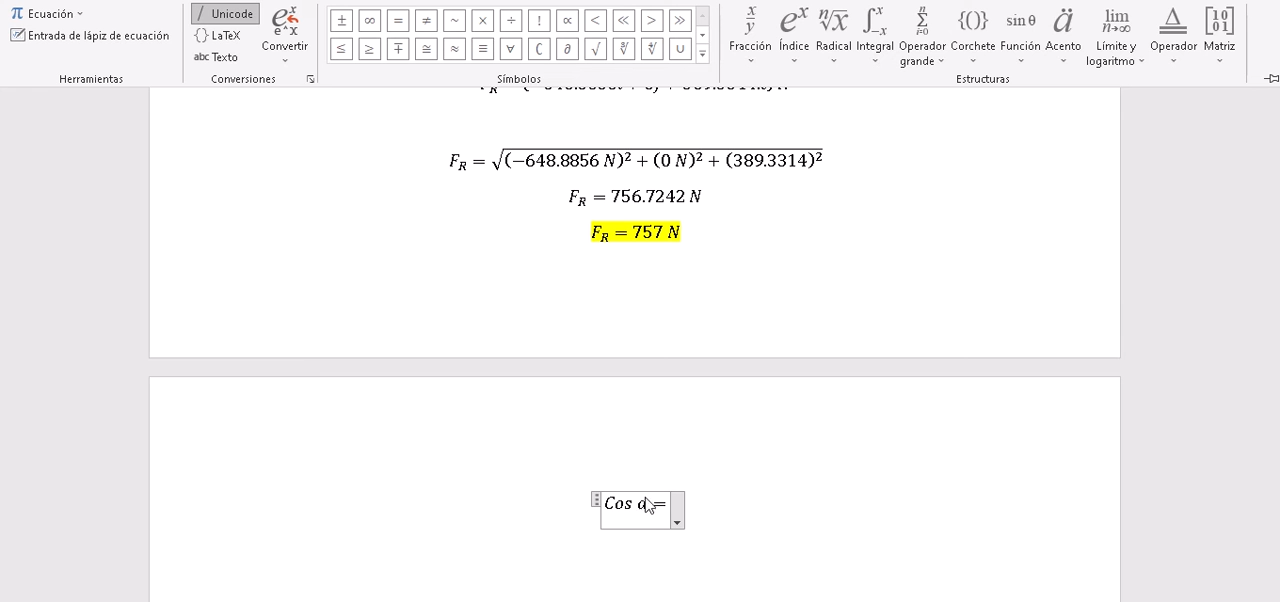 π Ecuación
Entrada de lápiz de ecuación
Herramientas
/ Unicode
{} LaTeX
abc Texto
Convertir
Conversiones
± ∞ = ≠ ~ × ÷ ! ∝ < ≪ > ≫
≤ ≥ ∓ ≅ ≈ ≡ ∀ ∁ ∂ √ ∛ ∜ ∪
Símbolos
Fracción
Índice
Radical
Integral
Operador grande
Corchete
Función
Acento
Límite y logaritmo
Operador
Matriz
Estructuras
F_R = √((−648.8856 N)² + (0 N)² + (389.3314)²)
F_R = 756.7242 N
F_R = 757 N
Cos =